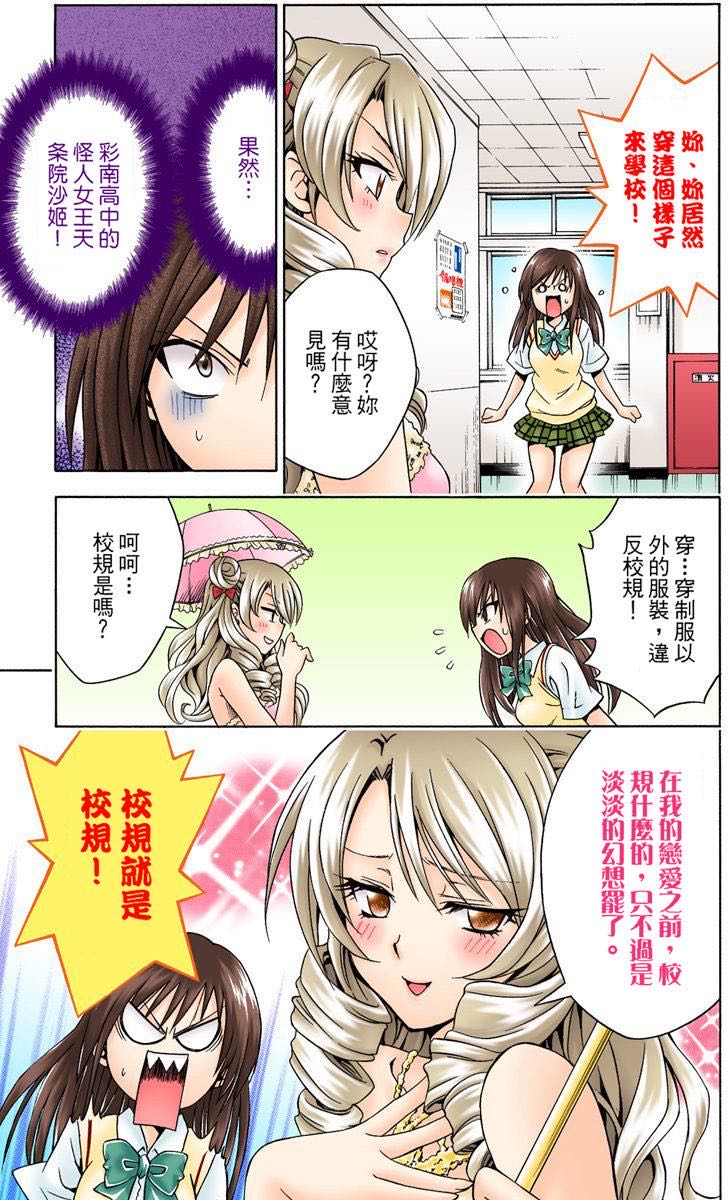 妳、妳居然
穿這個樣子
來學校！
消火
哎呀？妳
有什麼意
見嗎？
果然…
彩南高中的
怪人女王天
条院沙姬！
穿…穿制服以
外的服裝，違
反校規！
呵呵…
校規是嗎？
在我的戀愛之前，校
規什麼的，只不過是
淡淡的幻想罷了。
校規就是
校規！